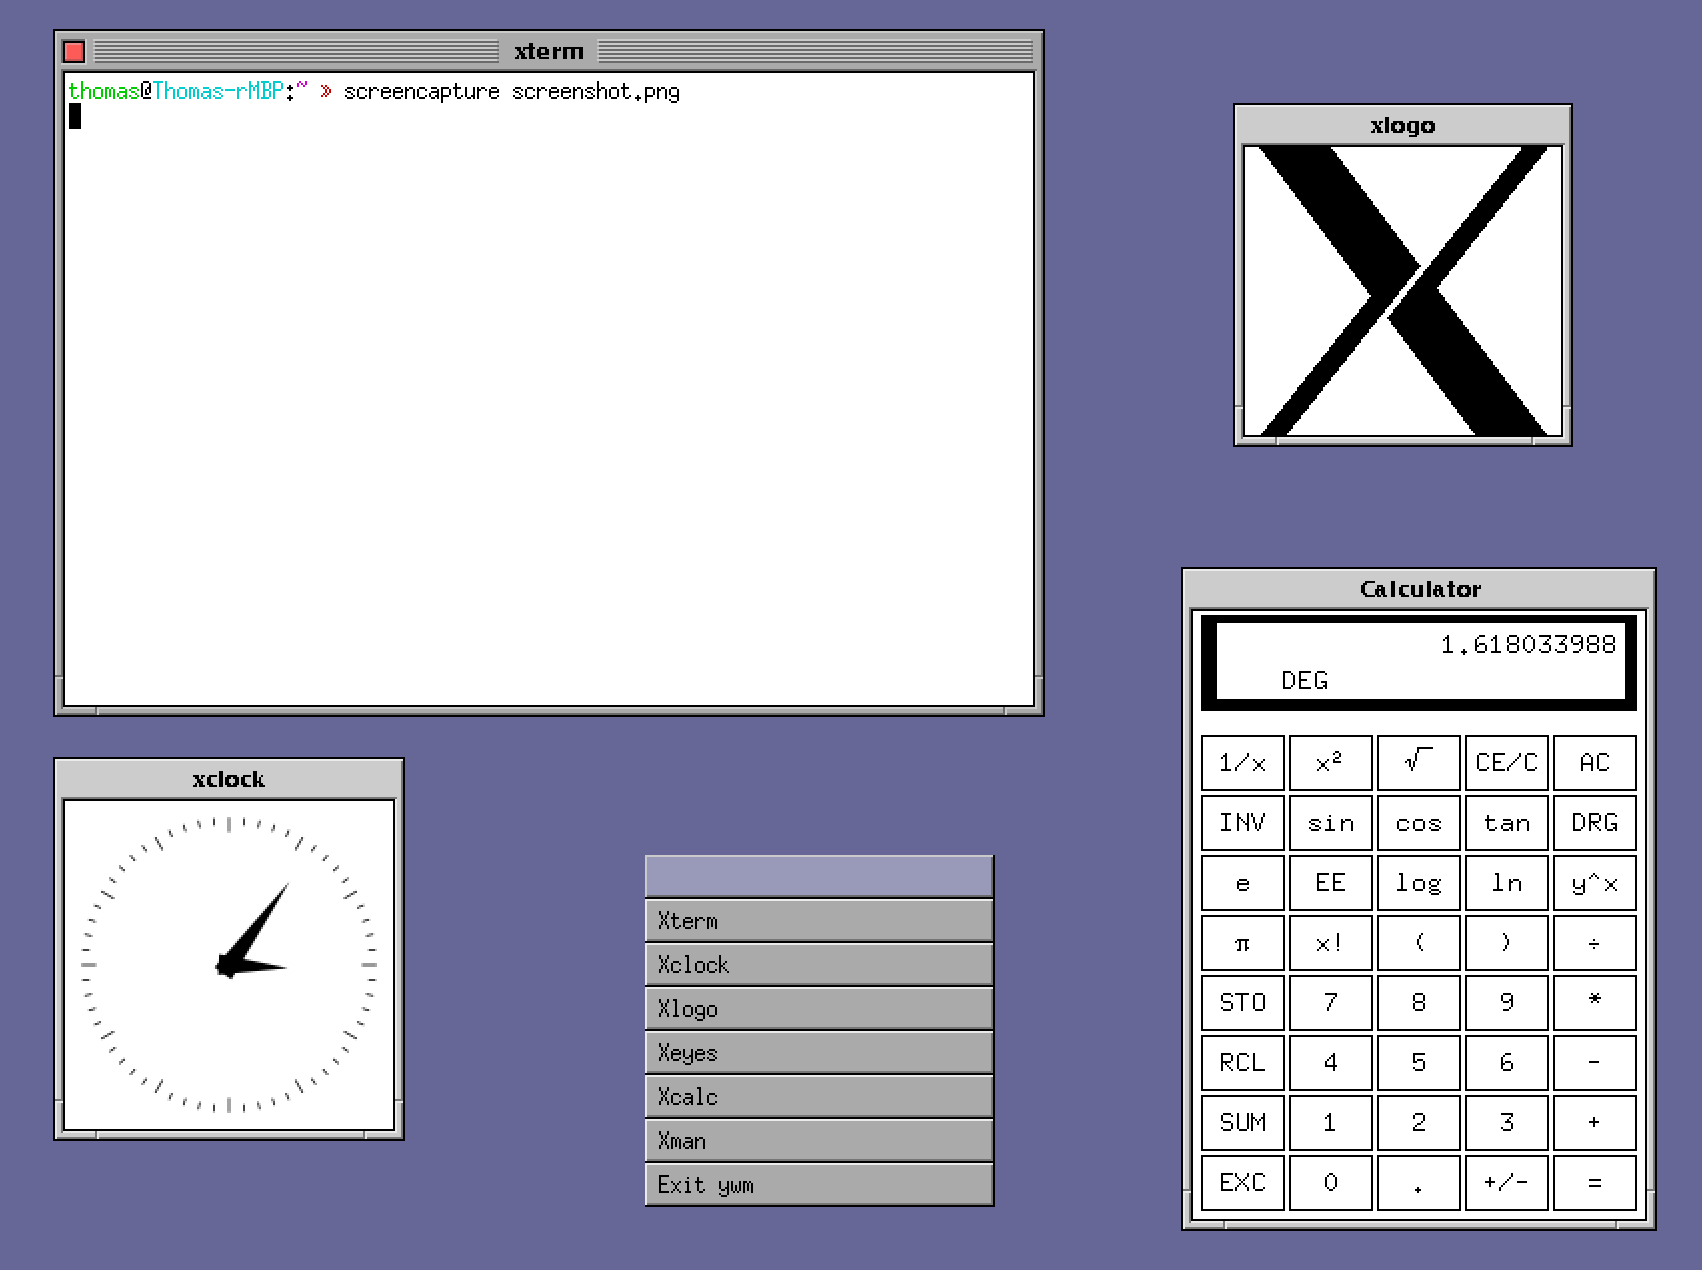 xterm
thomas@Thomas-rMBP:~ » screencapture screenshot.png
xlogo
Calculator
1.618033988
DEG
1/x x² √ CE/C AC
INV sin cos tan DRG
e EE log ln y^x
π x! ( ) ÷
STO 7 8 9 *
RCL 4 5 6 -
SUM 1 2 3 +
EXC 0 . +/- =
xclock
Xterm
Xclock
Xlogo
Xeyes
Xcalc
Xman
Exit ywm